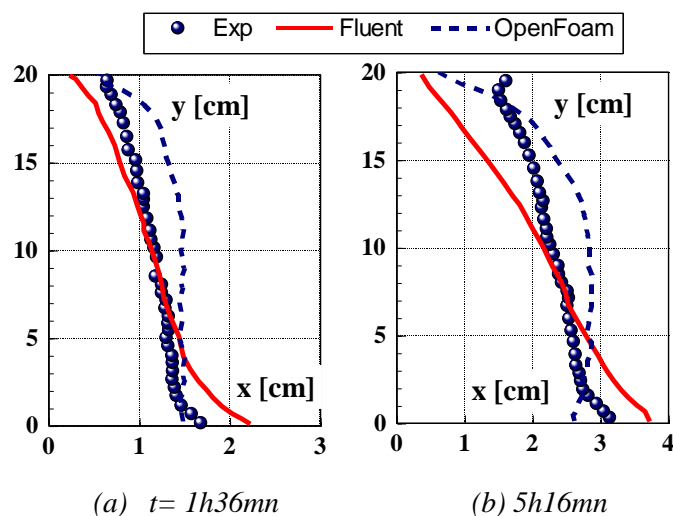 Exp Fluent OpenFoam
20
15
10
5
0
y [cm]
x [cm]
0 1 2 3
20
15
10
5
0
y [cm]
x [cm]
0 1 2 3 4
(a) t= 1h36mn
(b) 5h16mn